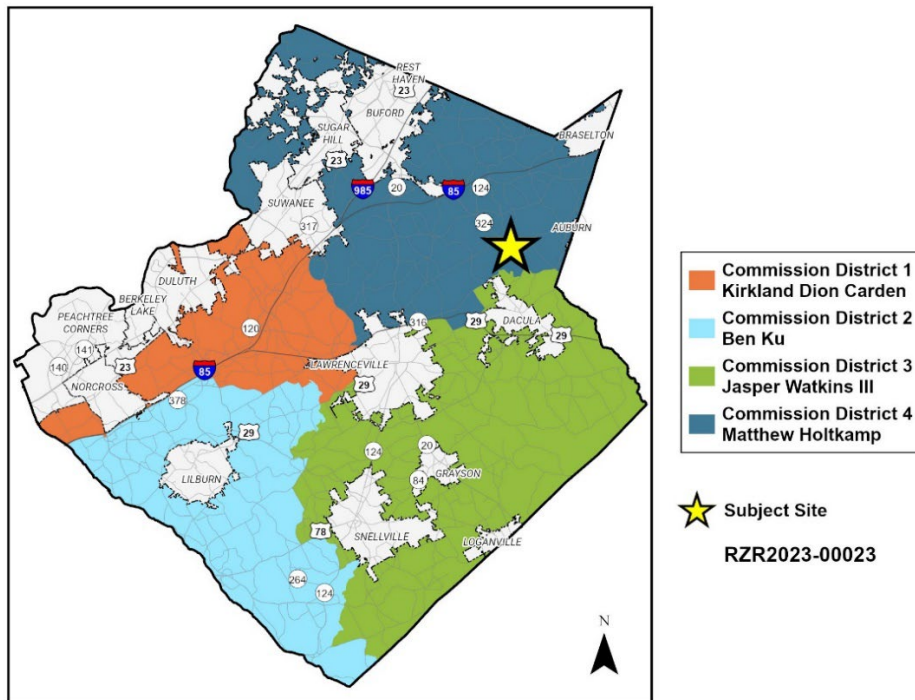 REST
HAVEN
23
BUFORD
SUGAR
HILL
23
BRASELTON
985
20
85
124
SUWANEE
317
324
AUBURN
DULUTH
BERKELEY
LAKE
PEACHTREE
CORNERS
141
140
23
NORCROSS
120
85
316
29
DACULA
29
LAWRENCEVILLE
29
378
29
LILBURN
124
20
84
GRAYSON
78
SNELLVILLE
LOGANVILLE
264
124
N
Commission District 1
Kirkland Dion Carden
Commission District 2
Ben Ku
Commission District 3
Jasper Watkins III
Commission District 4
Matthew Holtkamp
Subject Site
RZR2023-00023